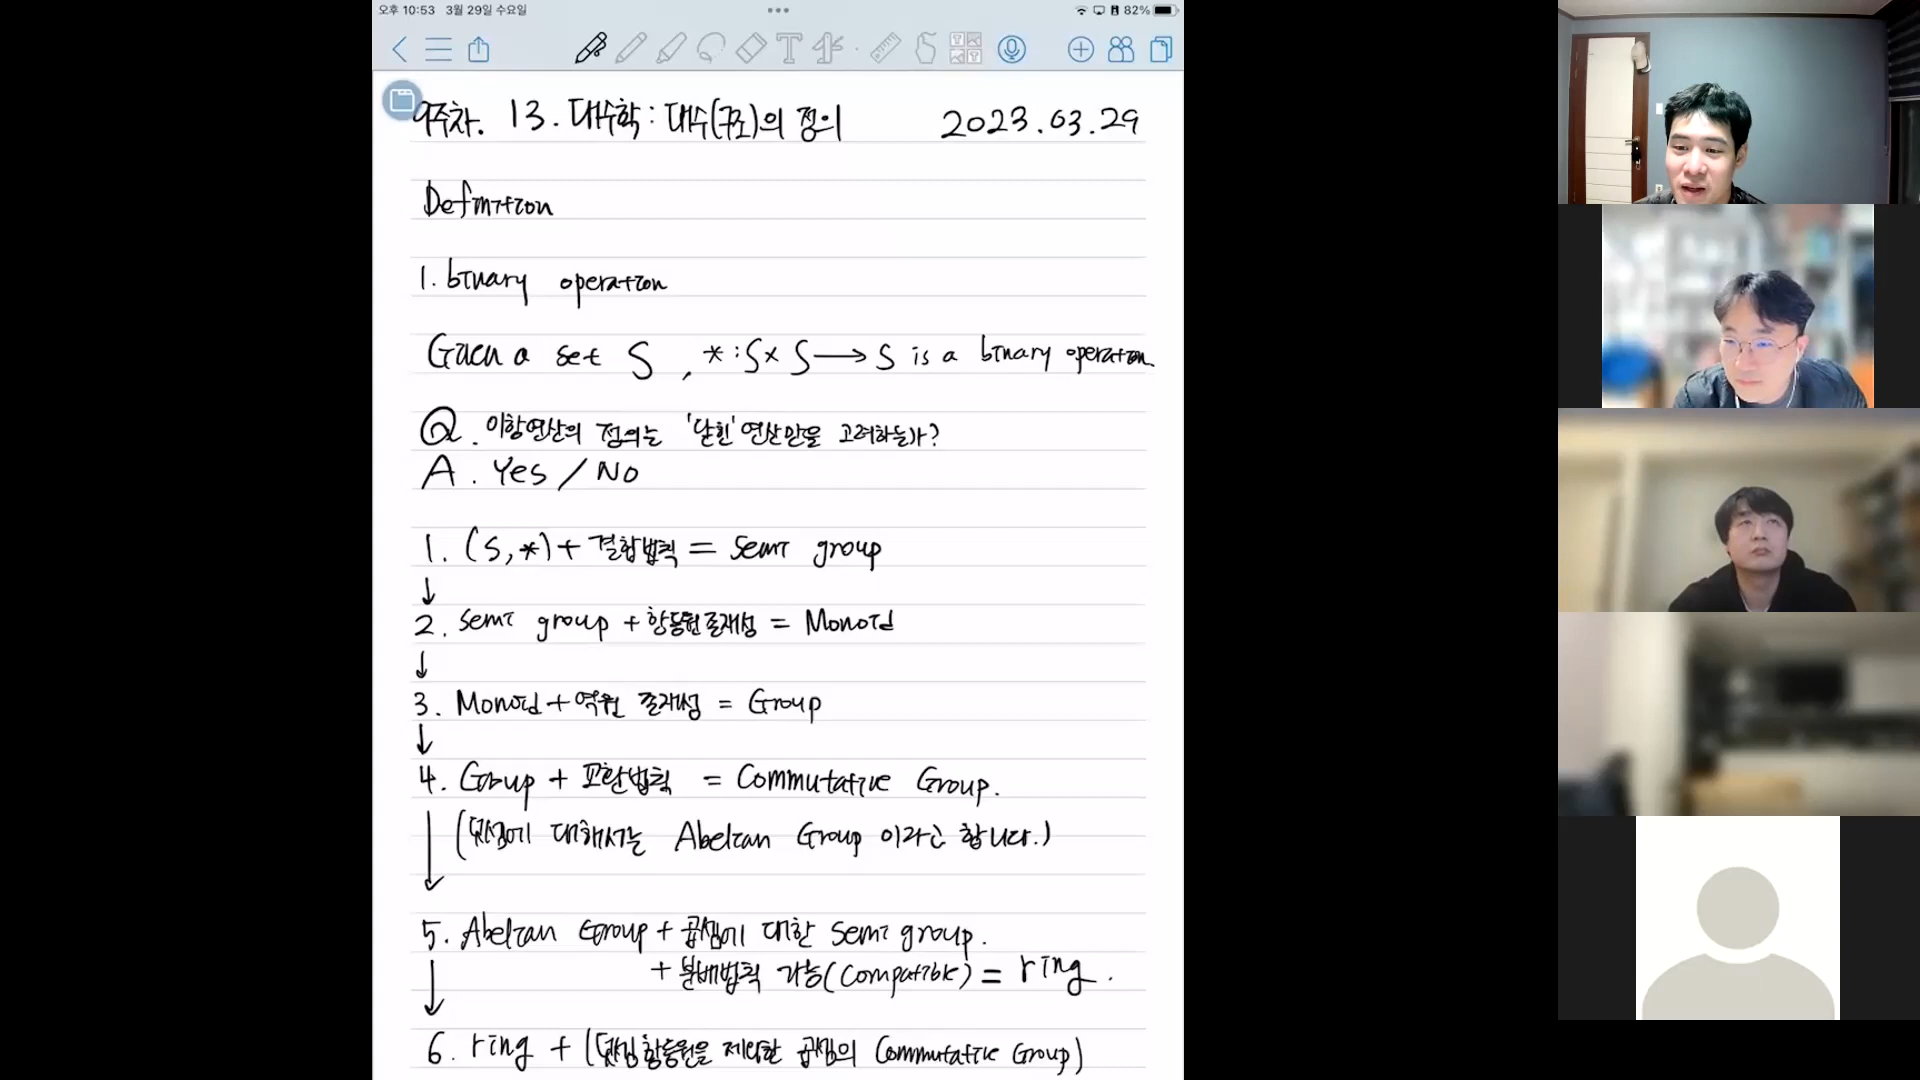 오후 10:53 3월 29일 수요일
82%
9주차. 13. 대수학 : 대수(구조)의 정의 2023.03.29
Definition
1. binary operation
Given a set S, * : S x S → S is a binary operation
Q. 이항연산의 정의는 '닫힌' 연산만을 고려하는가?
A. Yes / No
1. (S, *) + 결합법칙 = Semi group
↓
2. semi group + 항등원 존재성 = Monoid
↓
3. Monoid + 역원 존재성 = Group
↓
4. Group + 교환법칙 = Commutative Group.
↓ (덧셈에 대해서는 Abelian Group 이라고 합니다.)
5. Abelian Group + 곱셈에 대한 semi group.
↓ + 분배법칙 가능(Compatible) = ring.
6. ring + (덧셈 항등원을 제외한 곱셈의 Commutative Group)